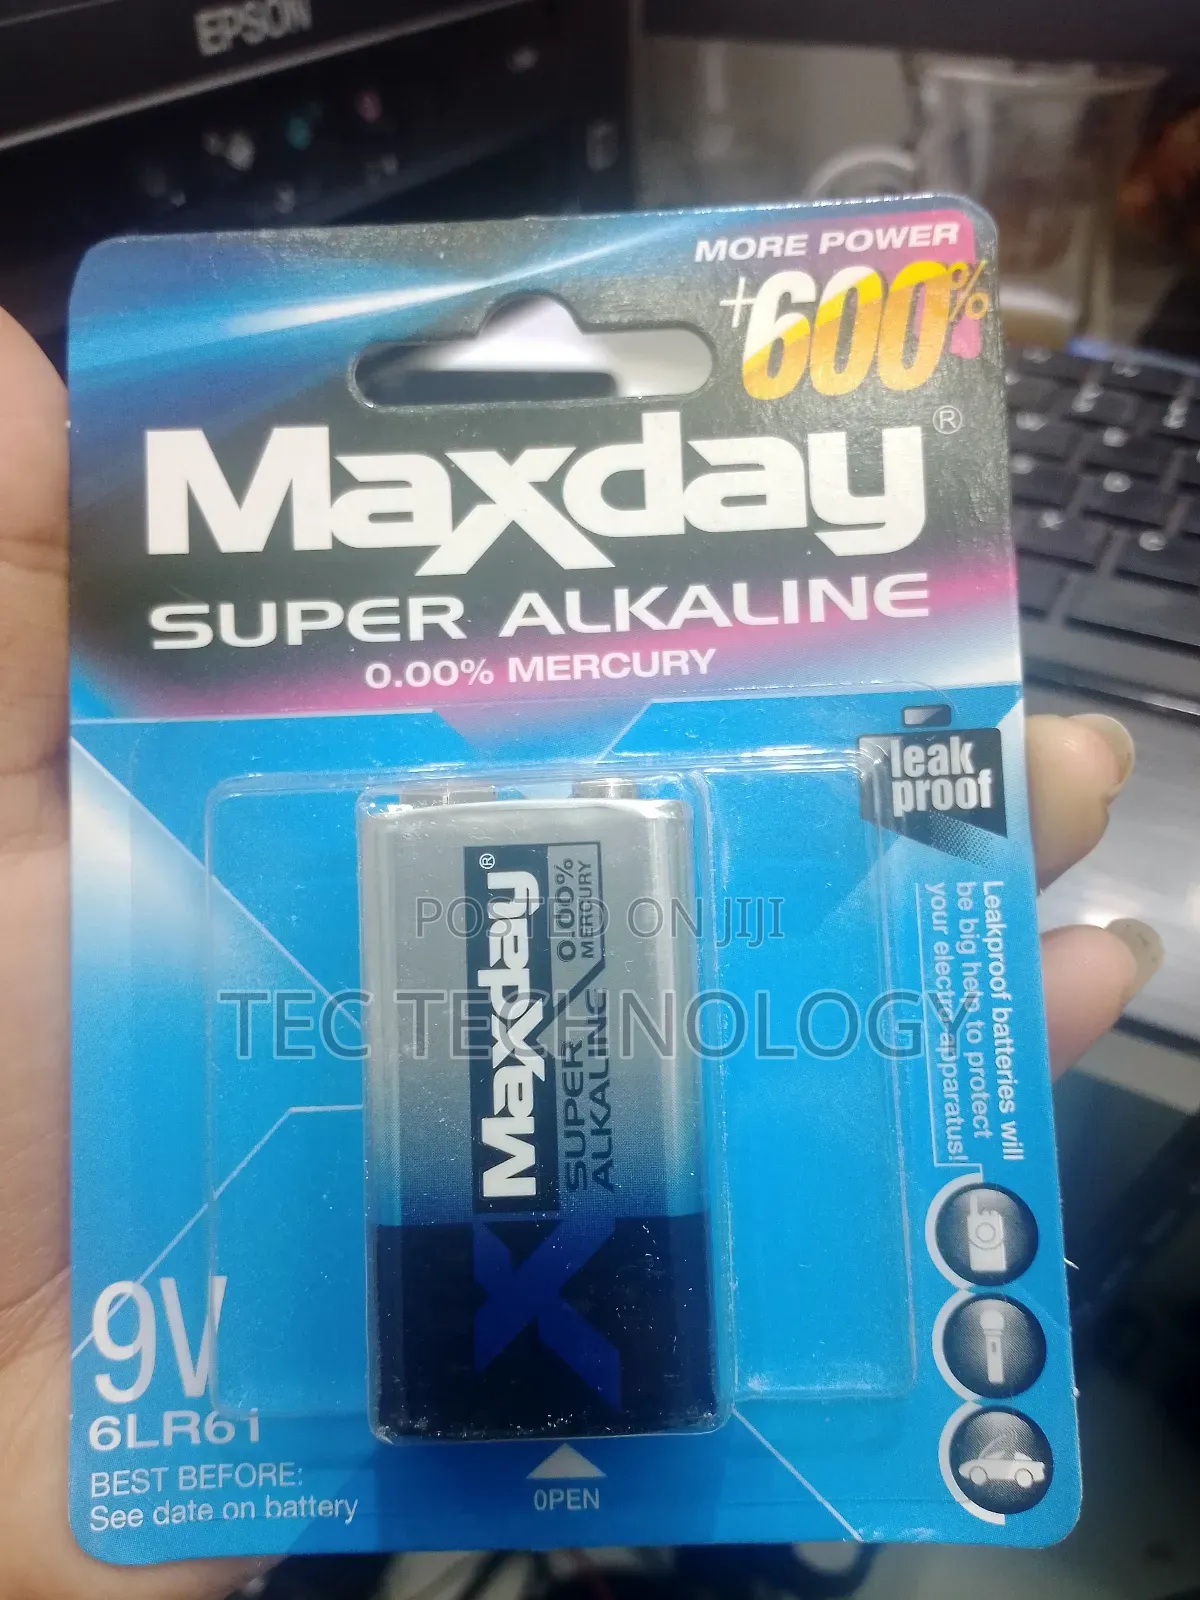 EPSON
MORE POWER
+600%
Maxday®
SUPER ALKALINE
0.00% MERCURY
leak
proof
Leakproof batteries will
be big help to protect
your electro-apparatus!
Maxday®
SUPER
ALKALINE
0.00%
MERCURY
POSTED ON JIJI
TEC TECHNOLOGY
9V
6LR61
BEST BEFORE:
See date on battery
OPEN